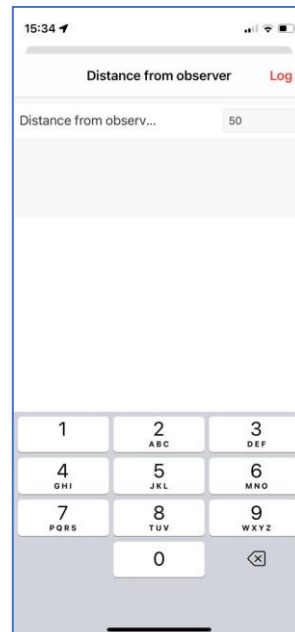 15:34
Distance from observer Log
Distance from observ... 50
1 2 3
ABC DEF
4 5 6
GHI JKL MNO
7 8 9
PQRS TUV WXYZ
0